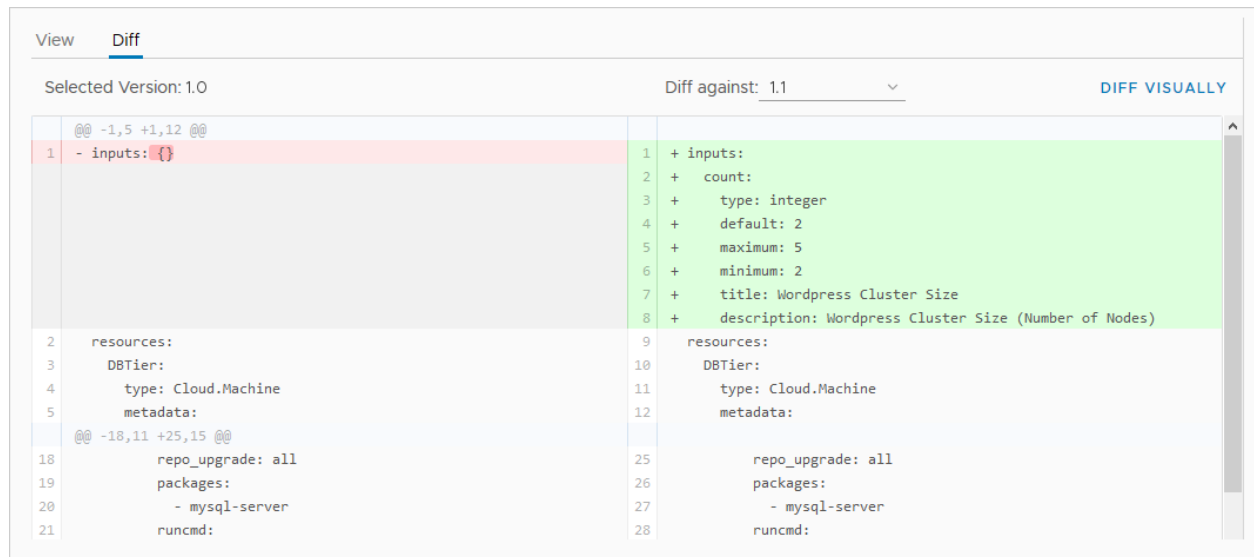 View Diff
Selected Version: 1.0 Diff against: 1.1 DIFF VISUALLY
@@ -1,5 +1,12 @@
1 - inputs: {} 1 + inputs:
2 + count:
3 + type: integer
4 + default: 2
5 + maximum: 5
6 + minimum: 2
7 + title: Wordpress Cluster Size
8 + description: Wordpress Cluster Size (Number of Nodes)
2 resources: 9 resources:
3 DBTier: 10 DBTier:
4 type: Cloud.Machine 11 type: Cloud.Machine
5 metadata: 12 metadata:
@@ -18,11 +25,15 @@
18 repo_upgrade: all 25 repo_upgrade: all
19 packages: 26 packages:
20 - mysql-server 27 - mysql-server
21 runcmd: 28 runcmd: